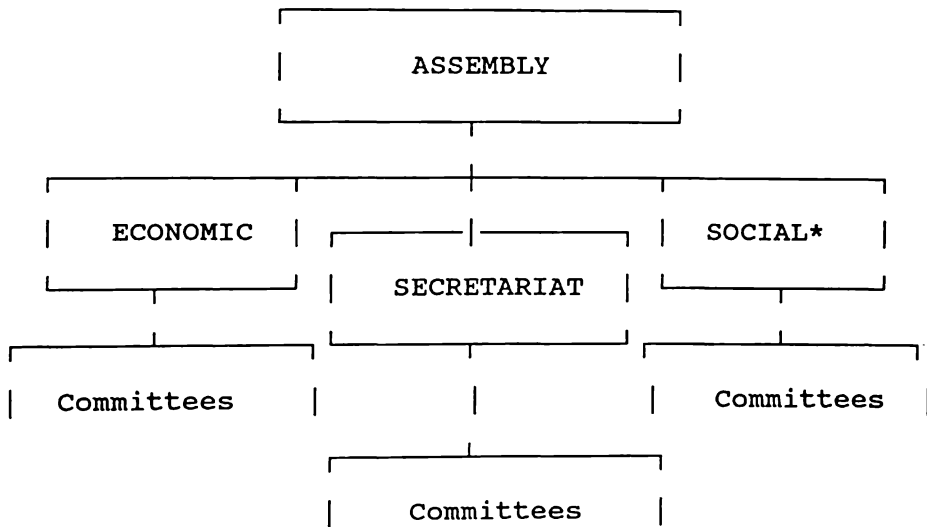 ASSEMBLY
ECONOMIC SOCIAL*
SECRETARIAT
Committees Committees
Committees